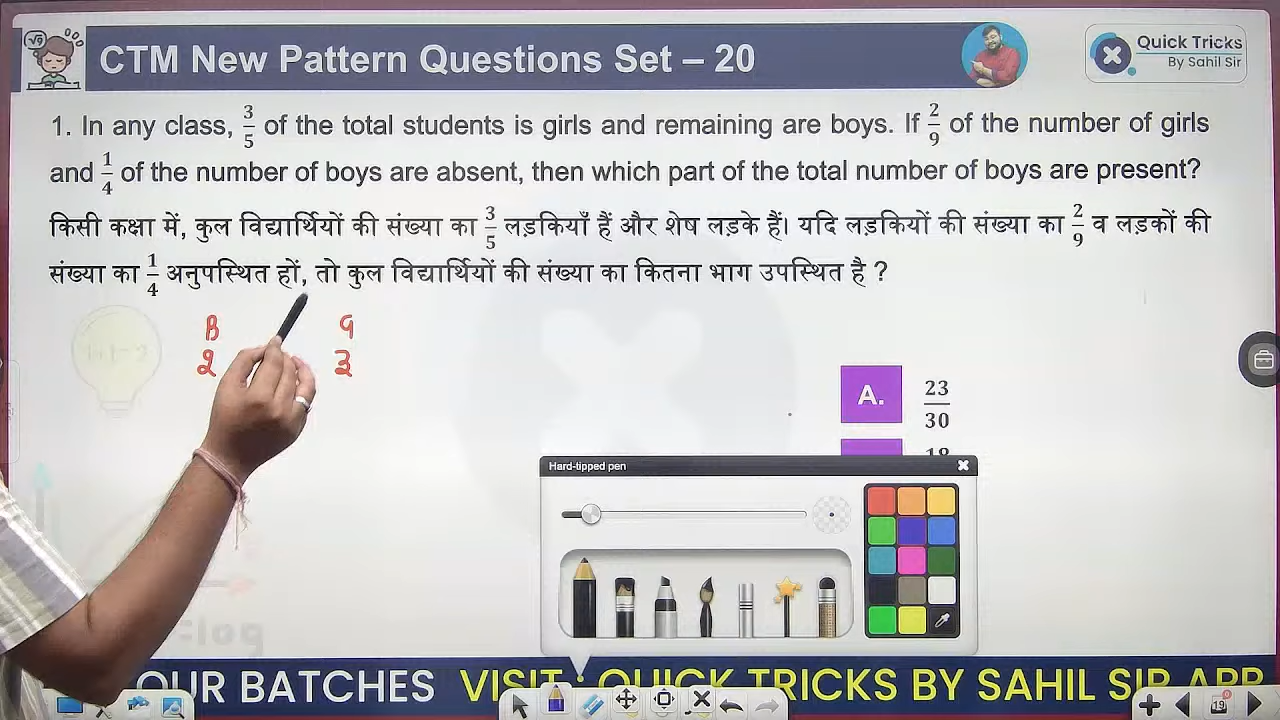 CTM New Pattern Questions Set – 20
Quick Tricks
By Sahil Sir
1. In any class, 3/5 of the total students is girls and remaining are boys. If 2/9 of the number of girls
and 1/4 of the number of boys are absent, then which part of the total number of boys are present?
किसी कक्षा में, कुल विद्यार्थियों की संख्या का 3/5 लड़कियाँ हैं और शेष लड़के हैं। यदि लड़कियों की संख्या का 2/9 व लड़कों की
संख्या का 1/4 अनुपस्थित हों, तो कुल विद्यार्थियों की संख्या का कितना भाग उपस्थित है ?
B G
2 3
A. 23/30
18
Hard-tipped pen
OUR BATCHES VISIT : QUICK TRICKS BY SAHIL SIR APP
19